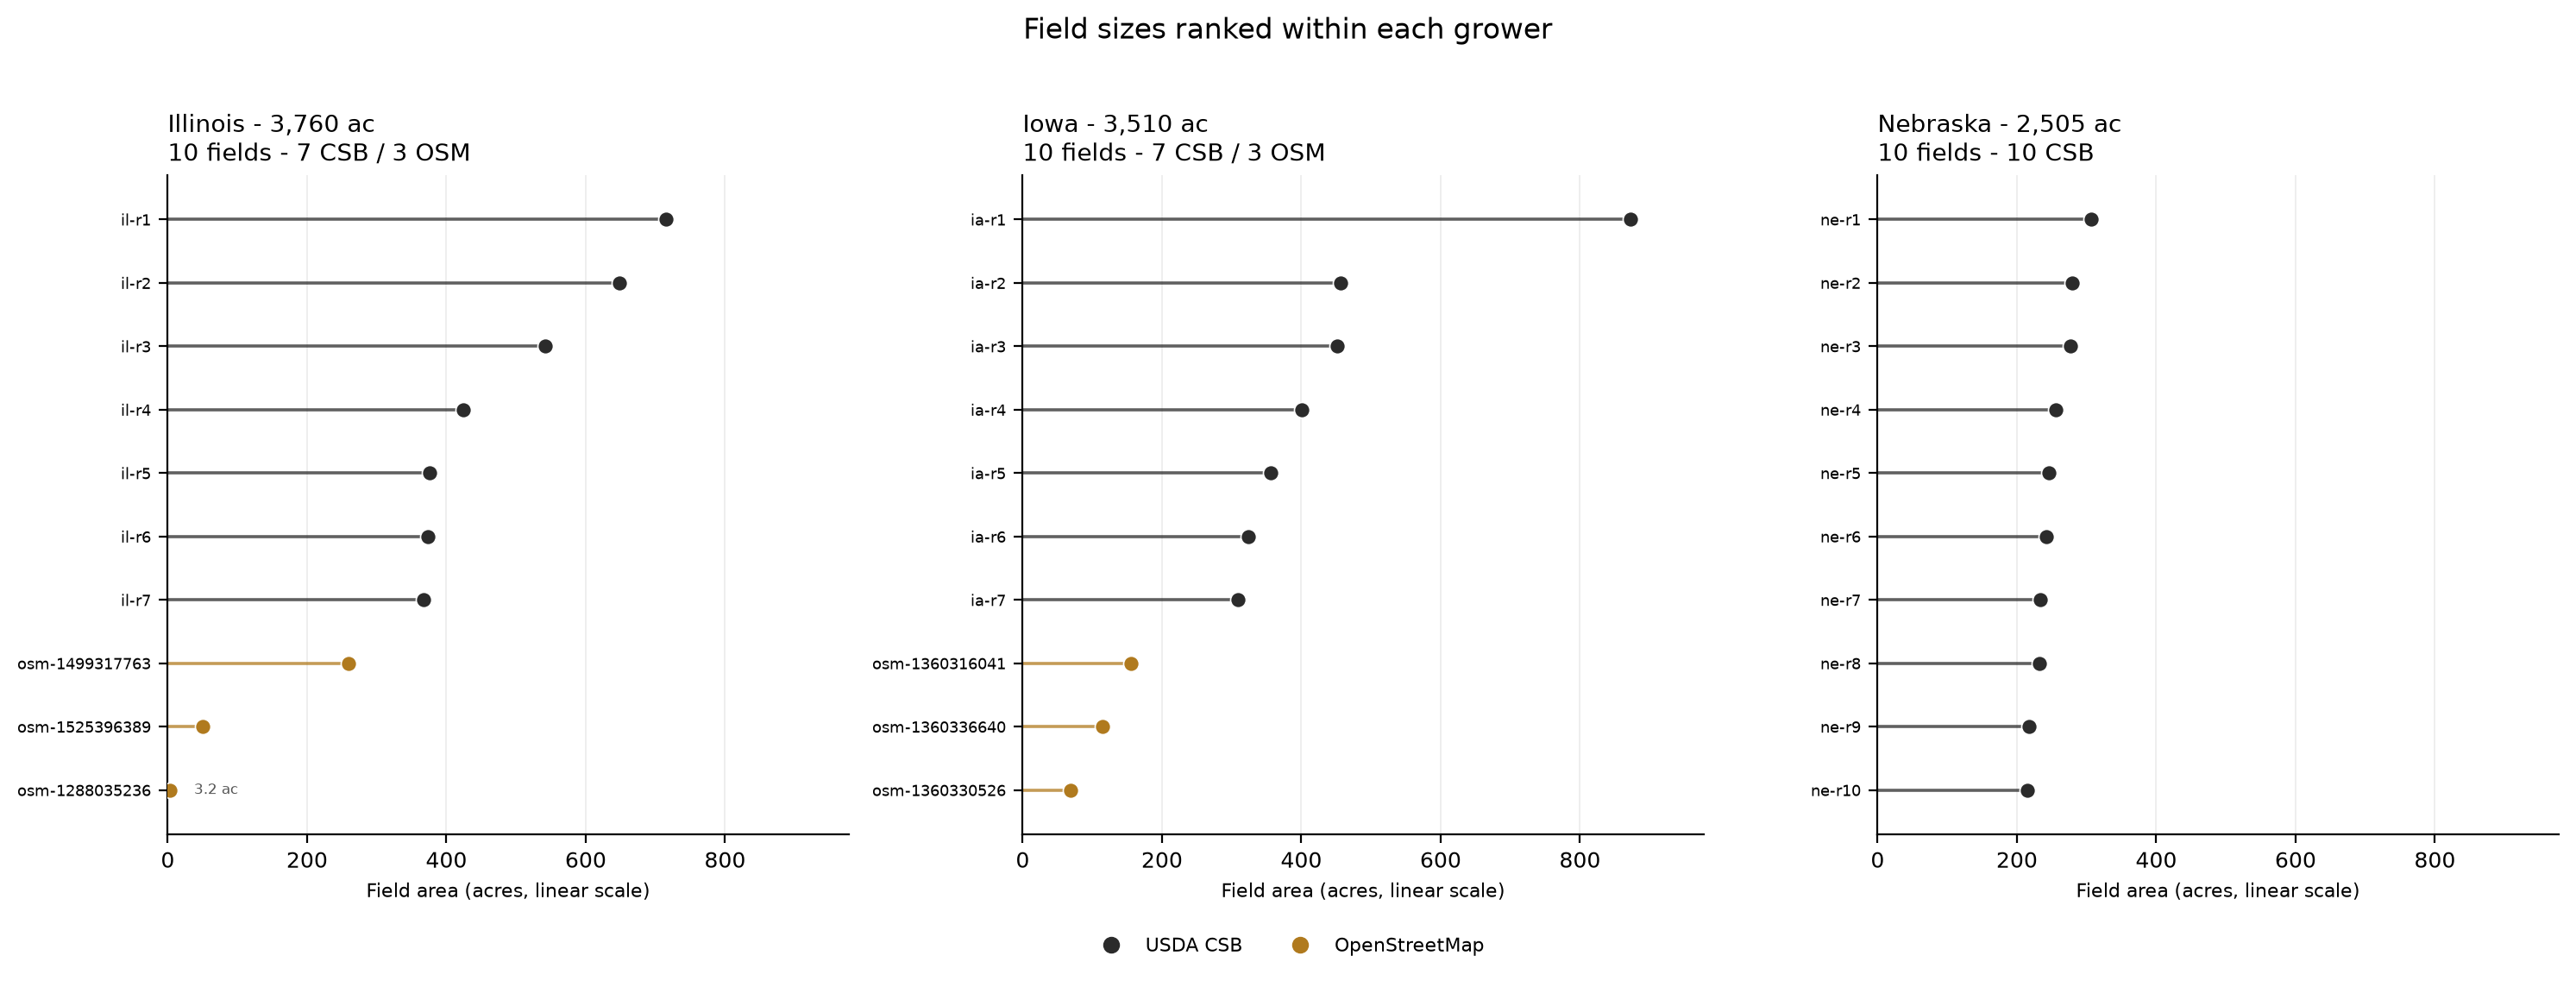 Field sizes ranked within each grower
Illinois - 3,760 ac
10 fields - 7 CSB / 3 OSM
il-r1
il-r2
il-r3
il-r4
il-r5
il-r6
il-r7
osm-1499317763
osm-1525396389
osm-1288035236
3.2 ac
0 200 400 600 800
Field area (acres, linear scale)
Iowa - 3,510 ac
10 fields - 7 CSB / 3 OSM
ia-r1
ia-r2
ia-r3
ia-r4
ia-r5
ia-r6
ia-r7
osm-1360316041
osm-1360336640
osm-1360330526
0 200 400 600 800
Field area (acres, linear scale)
Nebraska - 2,505 ac
10 fields - 10 CSB
ne-r1
ne-r2
ne-r3
ne-r4
ne-r5
ne-r6
ne-r7
ne-r8
ne-r9
ne-r10
0 200 400 600 800
Field area (acres, linear scale)
USDA CSB
OpenStreetMap